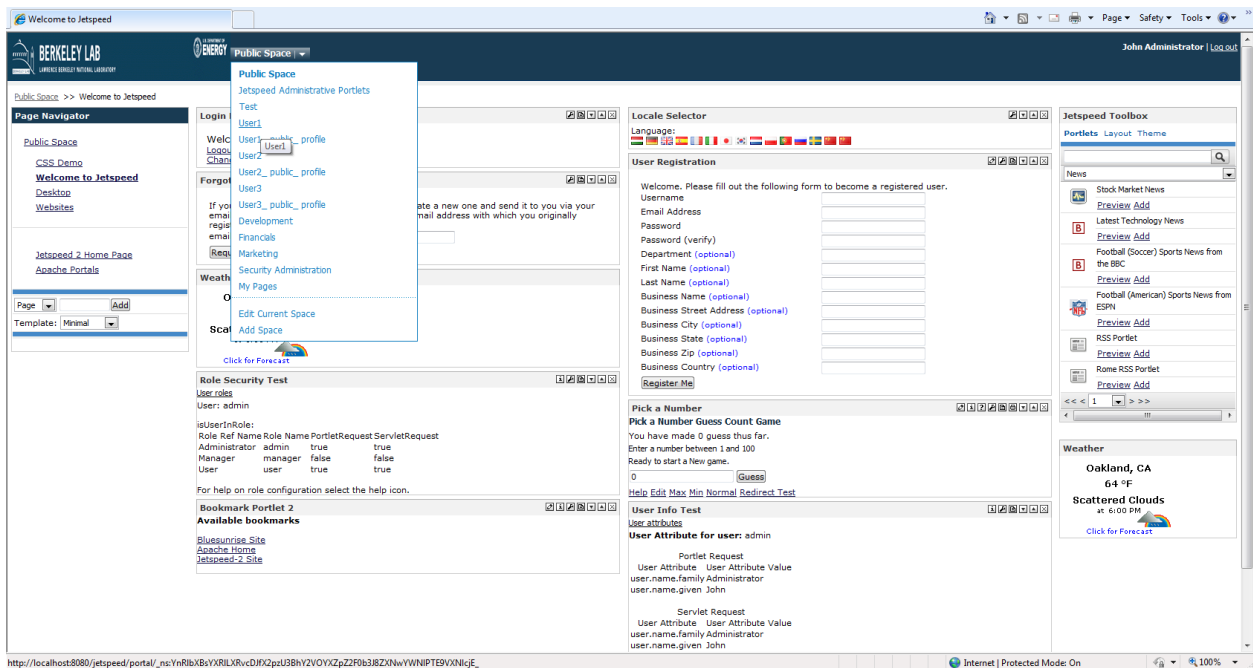 Welcome to Jetspeed
Page Safety Tools
BERKELEY LAB
LAWRENCE BERKELEY NATIONAL LABORATORY
ENERGY
Public Space
John Administrator | Log out
Public Space >> Welcome to Jetspeed
Page Navigator
Public Space
CSS Demo
Welcome to Jetspeed
Desktop
Websites
Jetspeed 2 Home Page
Apache Portals
Page Add
Template: Minimal
Public Space
Jetspeed Administrative Portlets
Test
User1
User1_ public_ profile
User1
User2
User2_ public_ profile
User3
User3_ public_ profile
Development
Financials
Marketing
Security Administration
My Pages
Edit Current Space
Add Space
Login
Welc
Logou
Chan
Forgo
If you
ate a new one and send it to you via your
emai
mail address with which you originally
regis
emai
Requ
Weath
O
Scat
Click for Forecast
Role Security Test
User roles
User: admin
isUserInRole:
Role Ref Name Role Name PortletRequest ServletRequest
Administrator admin true true
Manager manager false false
User user true true
For help on role configuration select the help icon.
Bookmark Portlet 2
Available bookmarks
Bluesunrise Site
Apache Home
Jetspeed-2 Site
Locale Selector
Language:
User Registration
Welcome. Please fill out the following form to become a registered user.
Username
Email Address
Password
Password (verify)
Department (optional)
First Name (optional)
Last Name (optional)
Business Name (optional)
Business Street Address (optional)
Business City (optional)
Business State (optional)
Business Zip (optional)
Business Country (optional)
Register Me
Pick a Number
Pick a Number Guess Count Game
You have made 0 guess thus far.
Enter a number between 1 and 100
Ready to start a New game.
0 Guess
Help Edit Max Min Normal Redirect Test
User Info Test
User attributes
User Attribute for user: admin
Portlet Request
User Attribute User Attribute Value
user.name.family Administrator
user.name.given John
Servlet Request
User Attribute User Attribute Value
user.name.family Administrator
user.name.given John
Jetspeed Toolbox
Portlets Layout Theme
News
Stock Market News
Preview Add
Latest Technology News
Preview Add
Football (Soccer) Sports News from
the BBC
Preview Add
Football (American) Sports News from
ESPN
Preview Add
RSS Portlet
Preview Add
Rome RSS Portlet
Preview Add
<< < 1 > >>
Weather
Oakland, CA
64 °F
Scattered Clouds
at 6:00 PM
Click for Forecast
Internet | Protected Mode: On
100%